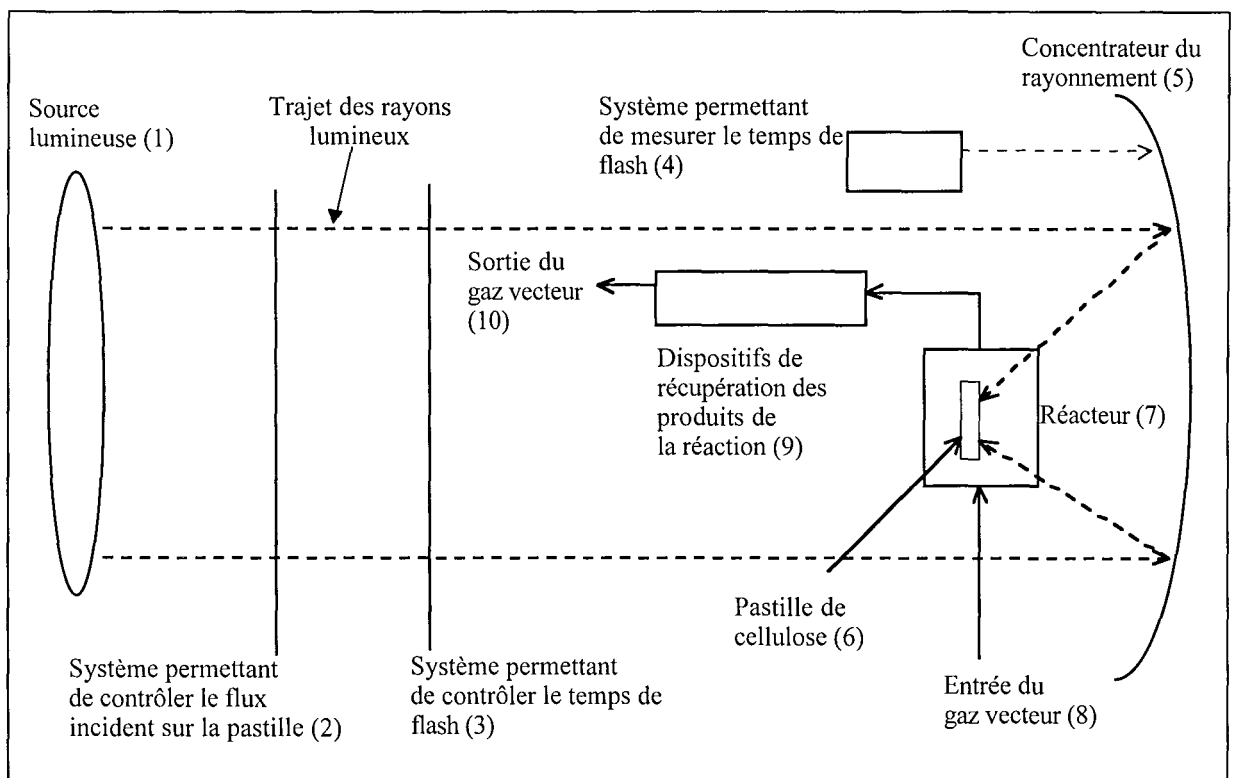 Concentrateur du
rayonnement (5)
Source
lumineuse (1)
Trajet des rayons
lumineux
Système permettant
de mesurer le temps de
flash (4)
Sortie du
gaz vecteur
(10)
Dispositifs de
récupération des
produits de
la réaction (9)
Réacteur (7)
Pastille de
cellulose (6)
Système permettant
de contrôler le flux
incident sur la pastille (2)
Système permettant
de contrôler le temps de
flash (3)
Entrée du
gaz vecteur (8)